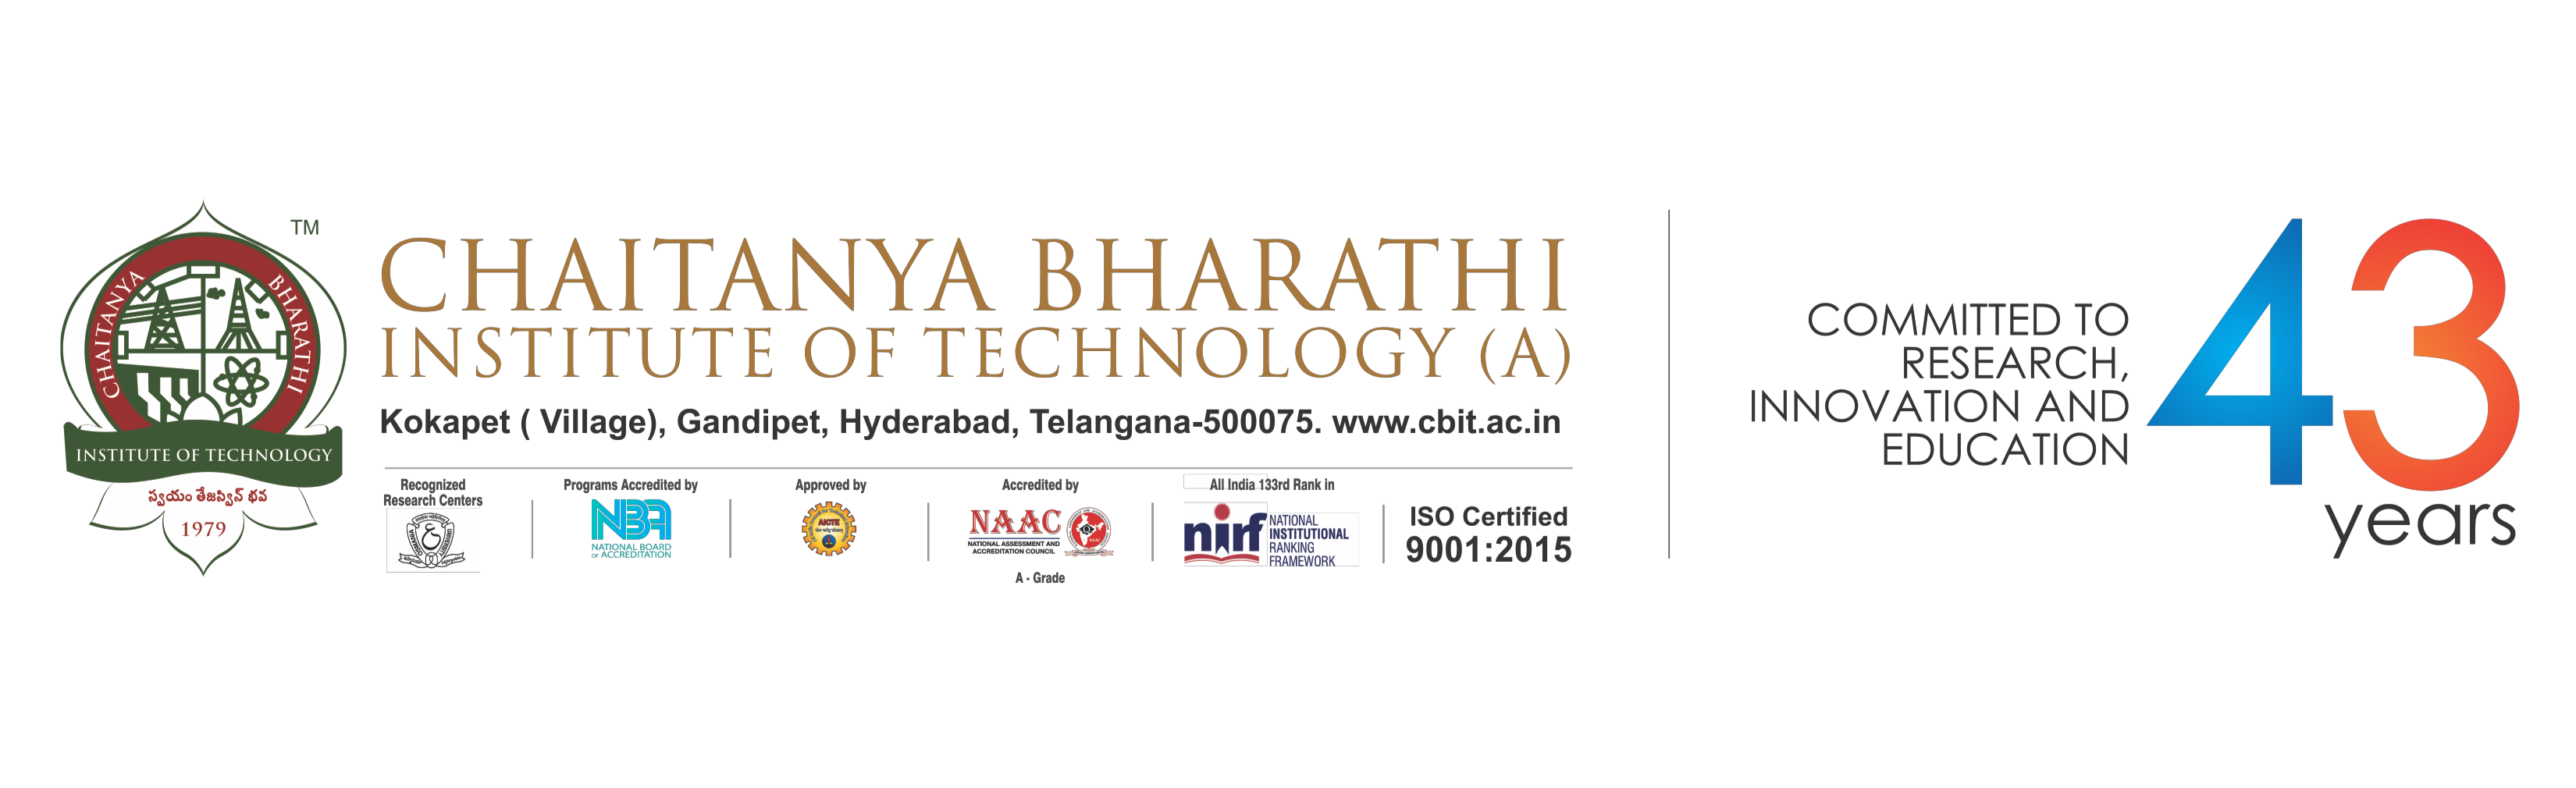 TM
CHAITANYA BHARATHI
INSTITUTE OF TECHNOLOGY
స్వయం తేజస్విన్ భవ
1979
CHAITANYA BHARATHI
INSTITUTE OF TECHNOLOGY (A)
Kokapet ( Village), Gandipet, Hyderabad, Telangana-500075. www.cbit.ac.in
Recognized
Research Centers
Programs Accredited by
NBA
NATIONAL BOARD
OF ACCREDITATION
Approved by
AICTE
Accredited by
NAAC
NATIONAL ASSESSMENT AND
ACCREDITATION COUNCIL
A - Grade
All India 133rd Rank in
nirf
NATIONAL
INSTITUTIONAL
RANKING
FRAMEWORK
ISO Certified
9001:2015
COMMITTED TO
RESEARCH,
INNOVATION AND
EDUCATION
43
years